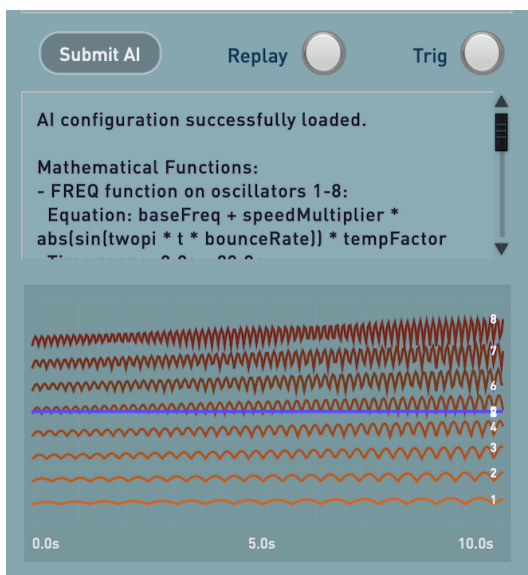 Submit AI
Replay
Trig
AI configuration successfully loaded.
Mathematical Functions:
- FREQ function on oscillators 1-8:
Equation: baseFreq + speedMultiplier *
abs(sin(twopi * t * bounceRate)) * tempFactor
8
7
6
4
3
2
1
0.0s
5.0s
10.0s